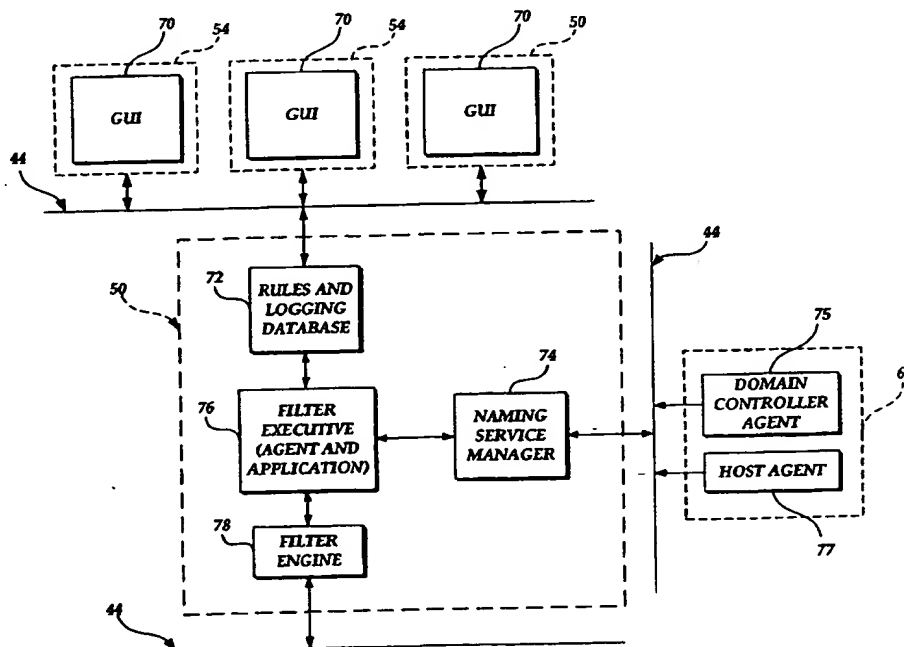 70 54 70 54 70 50
GUI GUI GUI
44
44
50
72
RULES AND
LOGGING
DATABASE
74
75
76
FILTER
EXECUTIVE
(AGENT AND
APPLICATION)
NAMING
SERVICE
MANAGER
DOMAIN
CONTROLLER
AGENT
HOST AGENT
77
78
FILTER
ENGINE
44